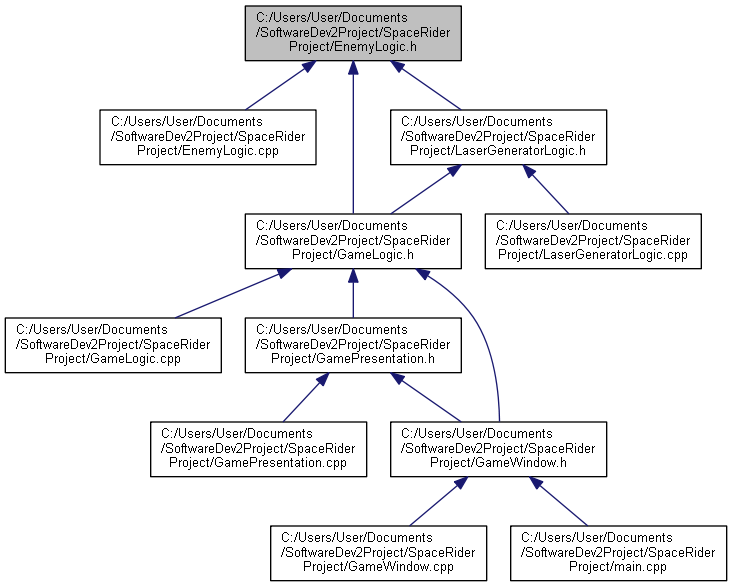 C:/Users/User/Documents
/SoftwareDev2Project/SpaceRider
Project/EnemyLogic.h
C:/Users/User/Documents
/SoftwareDev2Project/SpaceRider
Project/EnemyLogic.cpp
C:/Users/User/Documents
/SoftwareDev2Project/SpaceRider
Project/LaserGeneratorLogic.h
C:/Users/User/Documents
/SoftwareDev2Project/SpaceRider
Project/GameLogic.h
C:/Users/User/Documents
/SoftwareDev2Project/SpaceRider
Project/LaserGeneratorLogic.cpp
C:/Users/User/Documents
/SoftwareDev2Project/SpaceRider
Project/GameLogic.cpp
C:/Users/User/Documents
/SoftwareDev2Project/SpaceRider
Project/GamePresentation.h
C:/Users/User/Documents
/SoftwareDev2Project/SpaceRider
Project/GamePresentation.cpp
C:/Users/User/Documents
/SoftwareDev2Project/SpaceRider
Project/GameWindow.h
C:/Users/User/Documents
/SoftwareDev2Project/SpaceRider
Project/GameWindow.cpp
C:/Users/User/Documents
/SoftwareDev2Project/SpaceRider
Project/main.cpp